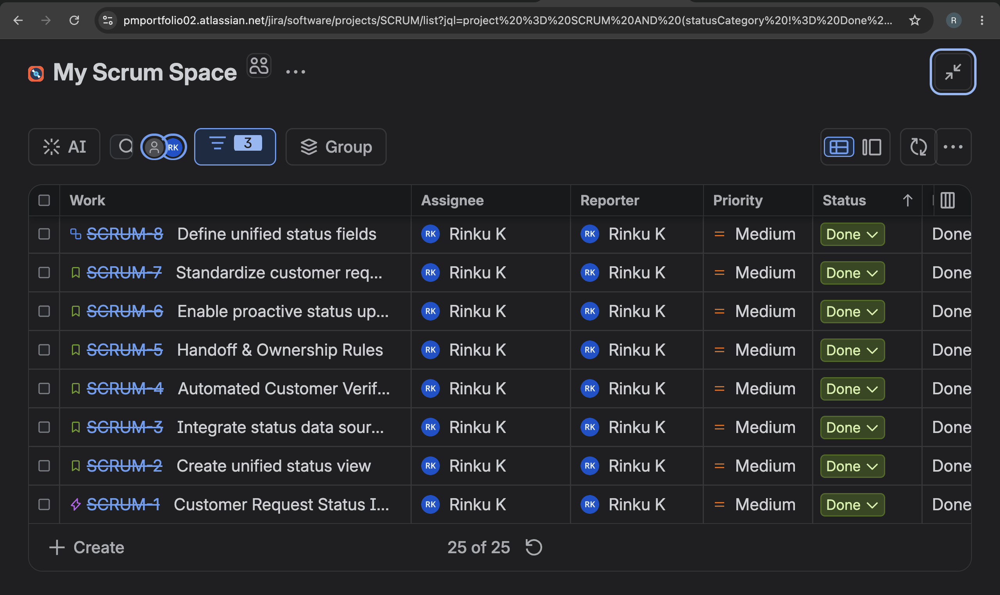 pmportfolio02.atlassian.net/jira/software/projects/SCRUM/list?jql=project%20%3D%20SCRUM%20AND%20(statusCategory%20!%3D%20Done%2...
R
My Scrum Space
AI
RK
3
Group
Work Assignee Reporter Priority Status
SCRUM-8 Define unified status fields RK Rinku K RK Rinku K Medium Done Done
SCRUM-7 Standardize customer req... RK Rinku K RK Rinku K Medium Done Done
SCRUM-6 Enable proactive status up... RK Rinku K RK Rinku K Medium Done Done
SCRUM-5 Handoff & Ownership Rules RK Rinku K RK Rinku K Medium Done Done
SCRUM-4 Automated Customer Verif... RK Rinku K RK Rinku K Medium Done Done
SCRUM-3 Integrate status data sour... RK Rinku K RK Rinku K Medium Done Done
SCRUM-2 Create unified status view RK Rinku K RK Rinku K Medium Done Done
SCRUM-1 Customer Request Status I... RK Rinku K RK Rinku K Medium Done Done
Create 25 of 25